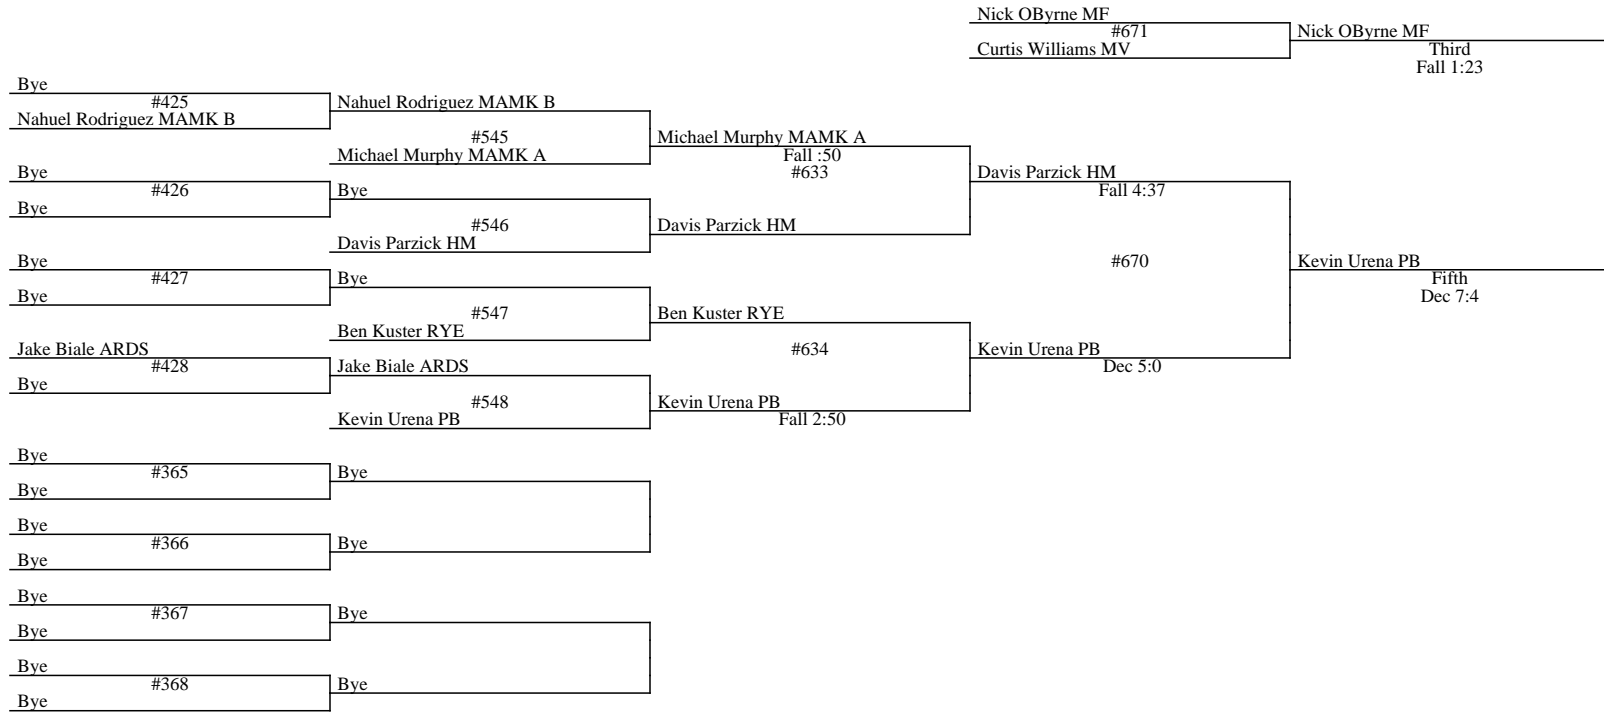 Nick OByrne MF
#671
Curtis Williams MV
Nick OByrne MF
Third
Fall 1:23
Bye
#425
Nahuel Rodriguez MAMK B
Nahuel Rodriguez MAMK B
#545
Michael Murphy MAMK A
Michael Murphy MAMK A
Fall :50
#633
Bye
#426
Bye
Bye
#546
Davis Parzick HM
Davis Parzick HM
Davis Parzick HM
Fall 4:37
Bye
#427
Bye
Bye
#547
Ben Kuster RYE
Ben Kuster RYE
#670
Kevin Urena PB
Fifth
Dec 7:4
Jake Biale ARDS
#428
Bye
Jake Biale ARDS
#548
Kevin Urena PB
#634
Kevin Urena PB
Fall 2:50
Kevin Urena PB
Dec 5:0
Bye
#365
Bye
Bye
Bye
#366
Bye
Bye
Bye
#367
Bye
Bye
Bye
#368
Bye
Bye